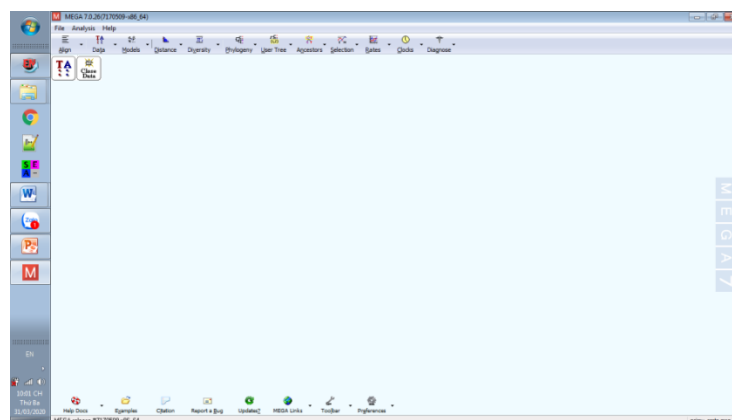 MEGA 7.0.26(7170509-x86_64)
File Analysis Help
Align Data Models Distance Diversity Phylogeny User Tree Ancestors Selection Rates Clocks Diagnose
TA
Close
Data
S E
A
W
Zalo
P
M
M E G A 7
EN
10:01 CH
Thứ Ba
31/03/2020
Help Docs Examples Citation Report a Bug Updates? MEGA Links Toolbar Preferences